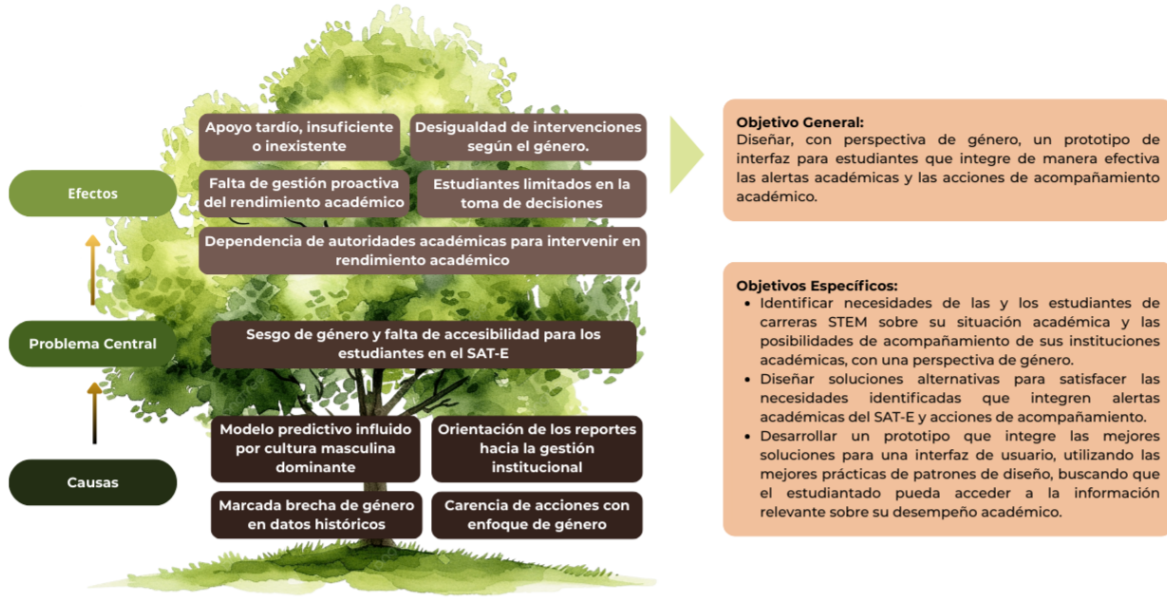 Efectos
Apoyo tardío, insuficiente
o inexistente
Desigualdad de intervenciones
según el género.
Falta de gestión proactiva
del rendimiento académico
Estudiantes limitados en la
toma de decisiones
Dependencia de autoridades académicas para intervenir en
rendimiento académico
Problema Central
Sesgo de género y falta de accesibilidad para los
estudiantes en el SAT-E
Causas
Modelo predictivo influido
por cultura masculina
dominante
Orientación de los reportes
hacia la gestión
institucional
Marcada brecha de género
en datos históricos
Carencia de acciones con
enfoque de género
Objetivo General:
Diseñar, con perspectiva de género, un prototipo de
interfaz para estudiantes que integre de manera efectiva
las alertas académicas y las acciones de acompañamiento
académico.
Objetivos Específicos:
• Identificar necesidades de las y los estudiantes de
carreras STEM sobre su situación académica y las
posibilidades de acompañamiento de sus instituciones
académicas, con una perspectiva de género.
• Diseñar soluciones alternativas para satisfacer las
necesidades identificadas que integren alertas
académicas del SAT-E y acciones de acompañamiento.
• Desarrollar un prototipo que integre las mejores
soluciones para una interfaz de usuario, utilizando las
mejores prácticas de patrones de diseño, buscando que
el estudiantado pueda acceder a la información
relevante sobre su desempeño académico.